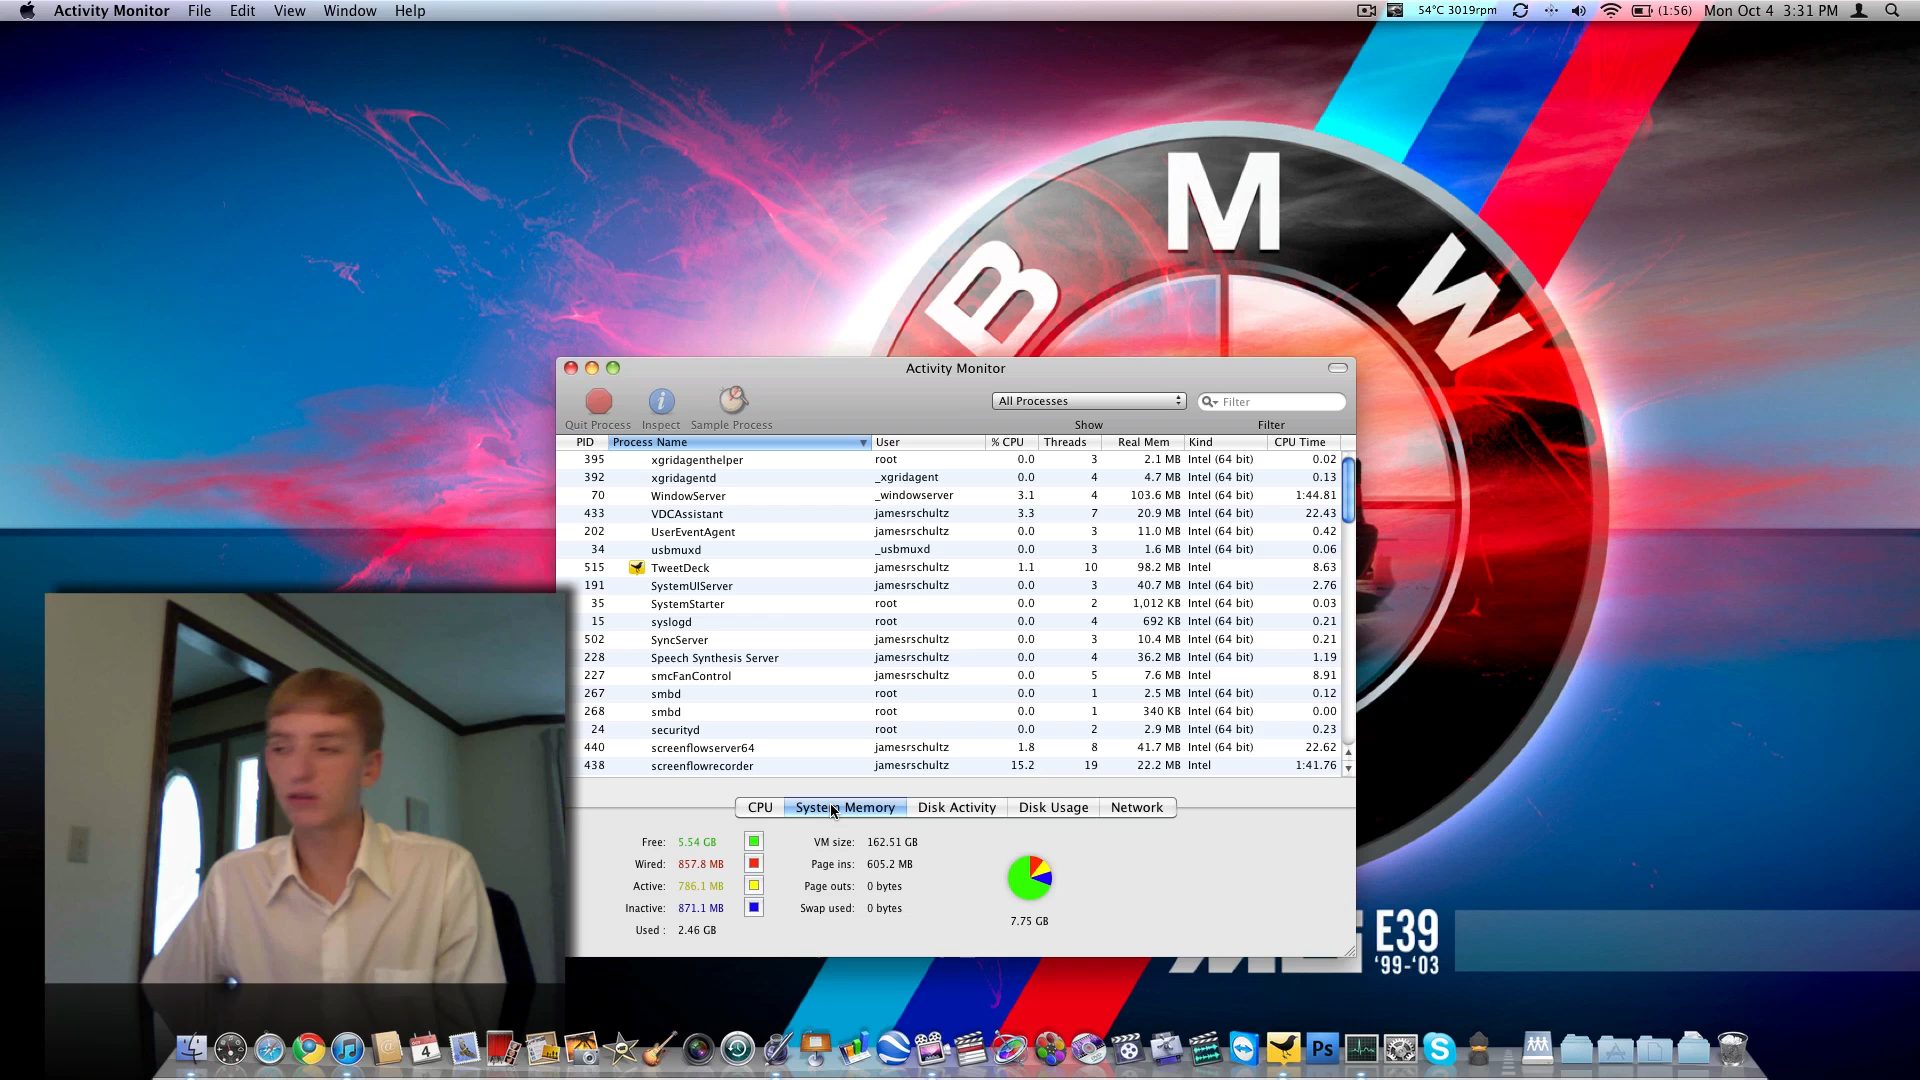 Activity Monitor File Edit View Window Help 54°C 3019rpm (1:56) Mon Oct 4 3:31 PM
B M W
Activity Monitor
All Processes Filter
Quit Process Inspect Sample Process Show Filter
PID Process Name User % CPU Threads Real Mem Kind CPU Time
395 xgridagenthelper root 0.0 3 2.1 MB Intel (64 bit) 0.02
392 xgridagentd _xgridagent 0.0 4 4.7 MB Intel (64 bit) 0.13
70 WindowServer _windowserver 3.1 4 103.6 MB Intel (64 bit) 1:44.81
433 VDCAssistant jamesrschultz 3.3 7 20.9 MB Intel (64 bit) 22.43
202 UserEventAgent jamesrschultz 0.0 3 11.0 MB Intel (64 bit) 0.42
34 usbmuxd _usbmuxd 0.0 3 1.6 MB Intel (64 bit) 0.06
515 TweetDeck jamesrschultz 1.1 10 98.2 MB Intel 8.63
191 SystemUIServer jamesrschultz 0.0 3 40.7 MB Intel (64 bit) 2.76
35 SystemStarter root 0.0 2 1,012 KB Intel (64 bit) 0.03
15 syslogd root 0.0 4 692 KB Intel (64 bit) 0.21
502 SyncServer jamesrschultz 0.0 3 10.4 MB Intel (64 bit) 0.21
228 Speech Synthesis Server jamesrschultz 0.0 4 36.2 MB Intel (64 bit) 1.19
227 smcFanControl jamesrschultz 0.0 5 7.6 MB Intel 8.91
267 smbd root 0.0 1 2.5 MB Intel (64 bit) 0.12
268 smbd root 0.0 1 340 KB Intel (64 bit) 0.00
24 securityd root 0.0 2 2.9 MB Intel (64 bit) 0.23
440 screenflowserver64 jamesrschultz 1.8 8 41.7 MB Intel (64 bit) 22.62
438 screenflowrecorder jamesrschultz 15.2 19 22.2 MB Intel 1:41.76
CPU System Memory Disk Activity Disk Usage Network
Free: 5.54 GB VM size: 162.51 GB
Wired: 857.8 MB Page ins: 605.2 MB
Active: 786.1 MB Page outs: 0 bytes
Inactive: 871.1 MB Swap used: 0 bytes
Used : 2.46 GB
7.75 GB
E39
'99-'03
4
Ps